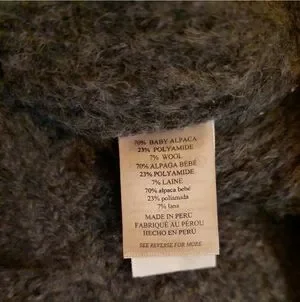 70% BABY ALPACA
23% POLYAMIDE
7% WOOL
70% ALPAGA BÉBÉ
23% POLYAMIDE
7% LAINE
70% alpaca bebé
23% poliamida
7% lana
MADE IN PERU
FABRIQUÉ AU PÉROU
HECHO EN PERÚ
SEE REVERSE FOR MORE